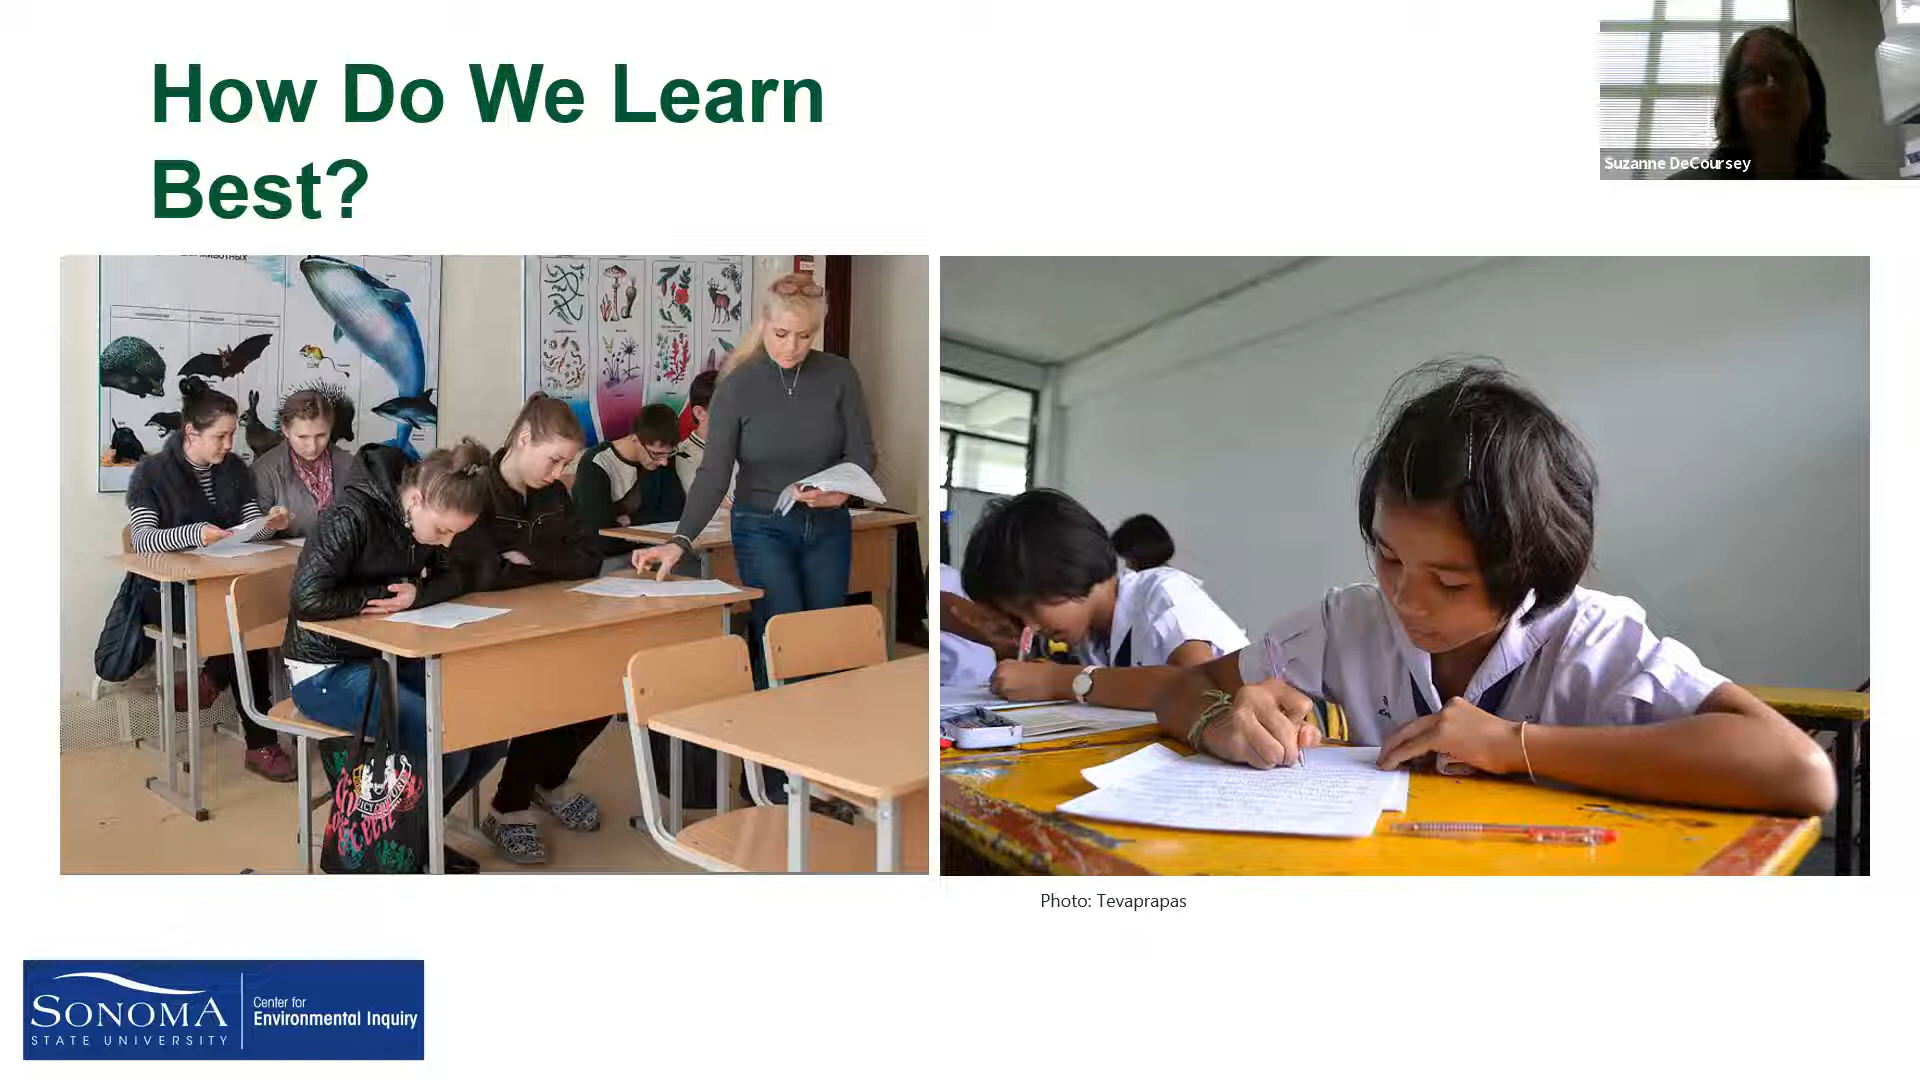 How Do We Learn
Best?
Suzanne DeCoursey
Photo: Tevaprapas
SONOMA
STATE UNIVERSITY
Center for
Environmental Inquiry